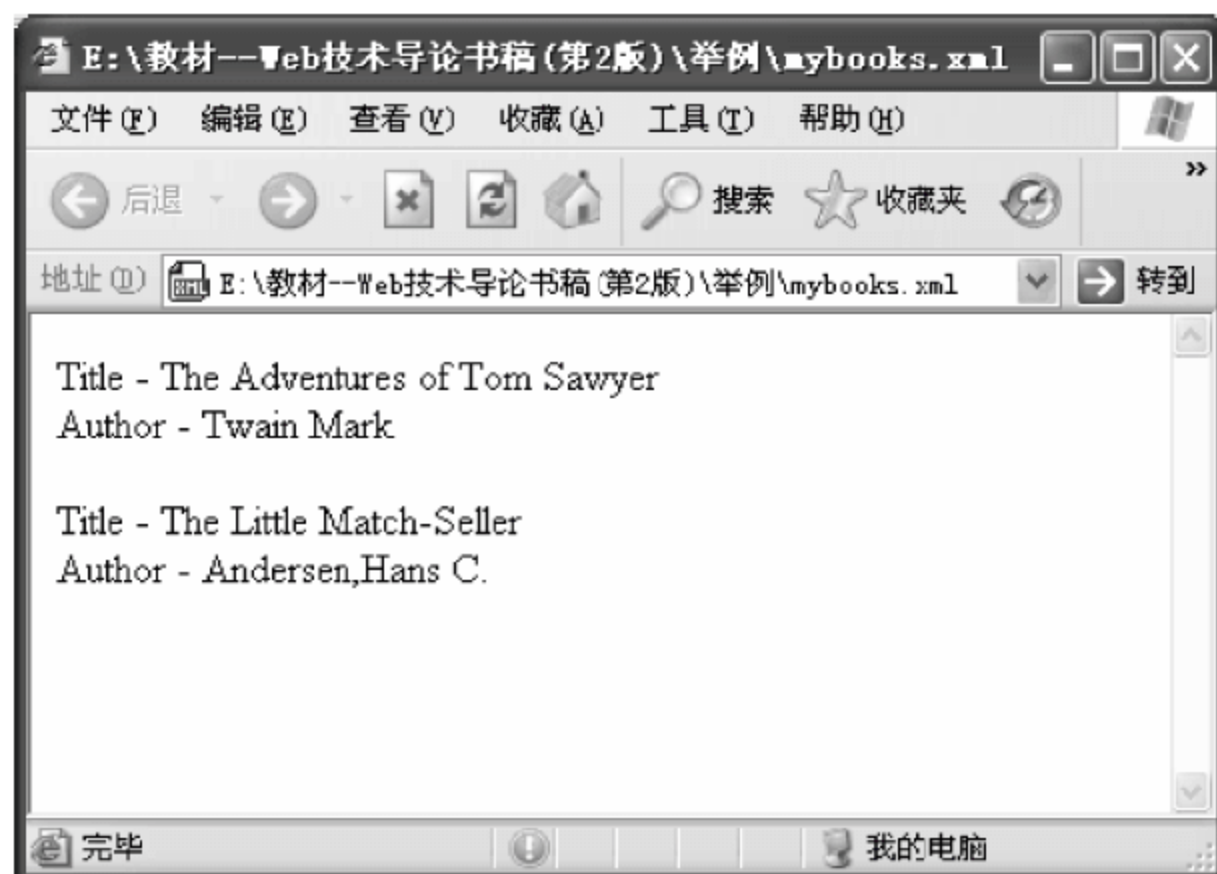 E:\教材--Web技术导论书稿(第2版)\举例\mybooks.xml
文件(F) 编辑(E) 查看(V) 收藏(A) 工具(T) 帮助(H)
后退 搜索 收藏夹 »
地址(D) E:\教材--Web技术导论书稿(第2版)\举例\mybooks.xml 转到
Title - The Adventures of Tom Sawyer
Author - Twain Mark
Title - The Little Match-Seller
Author - Andersen,Hans C.
完毕 我的电脑